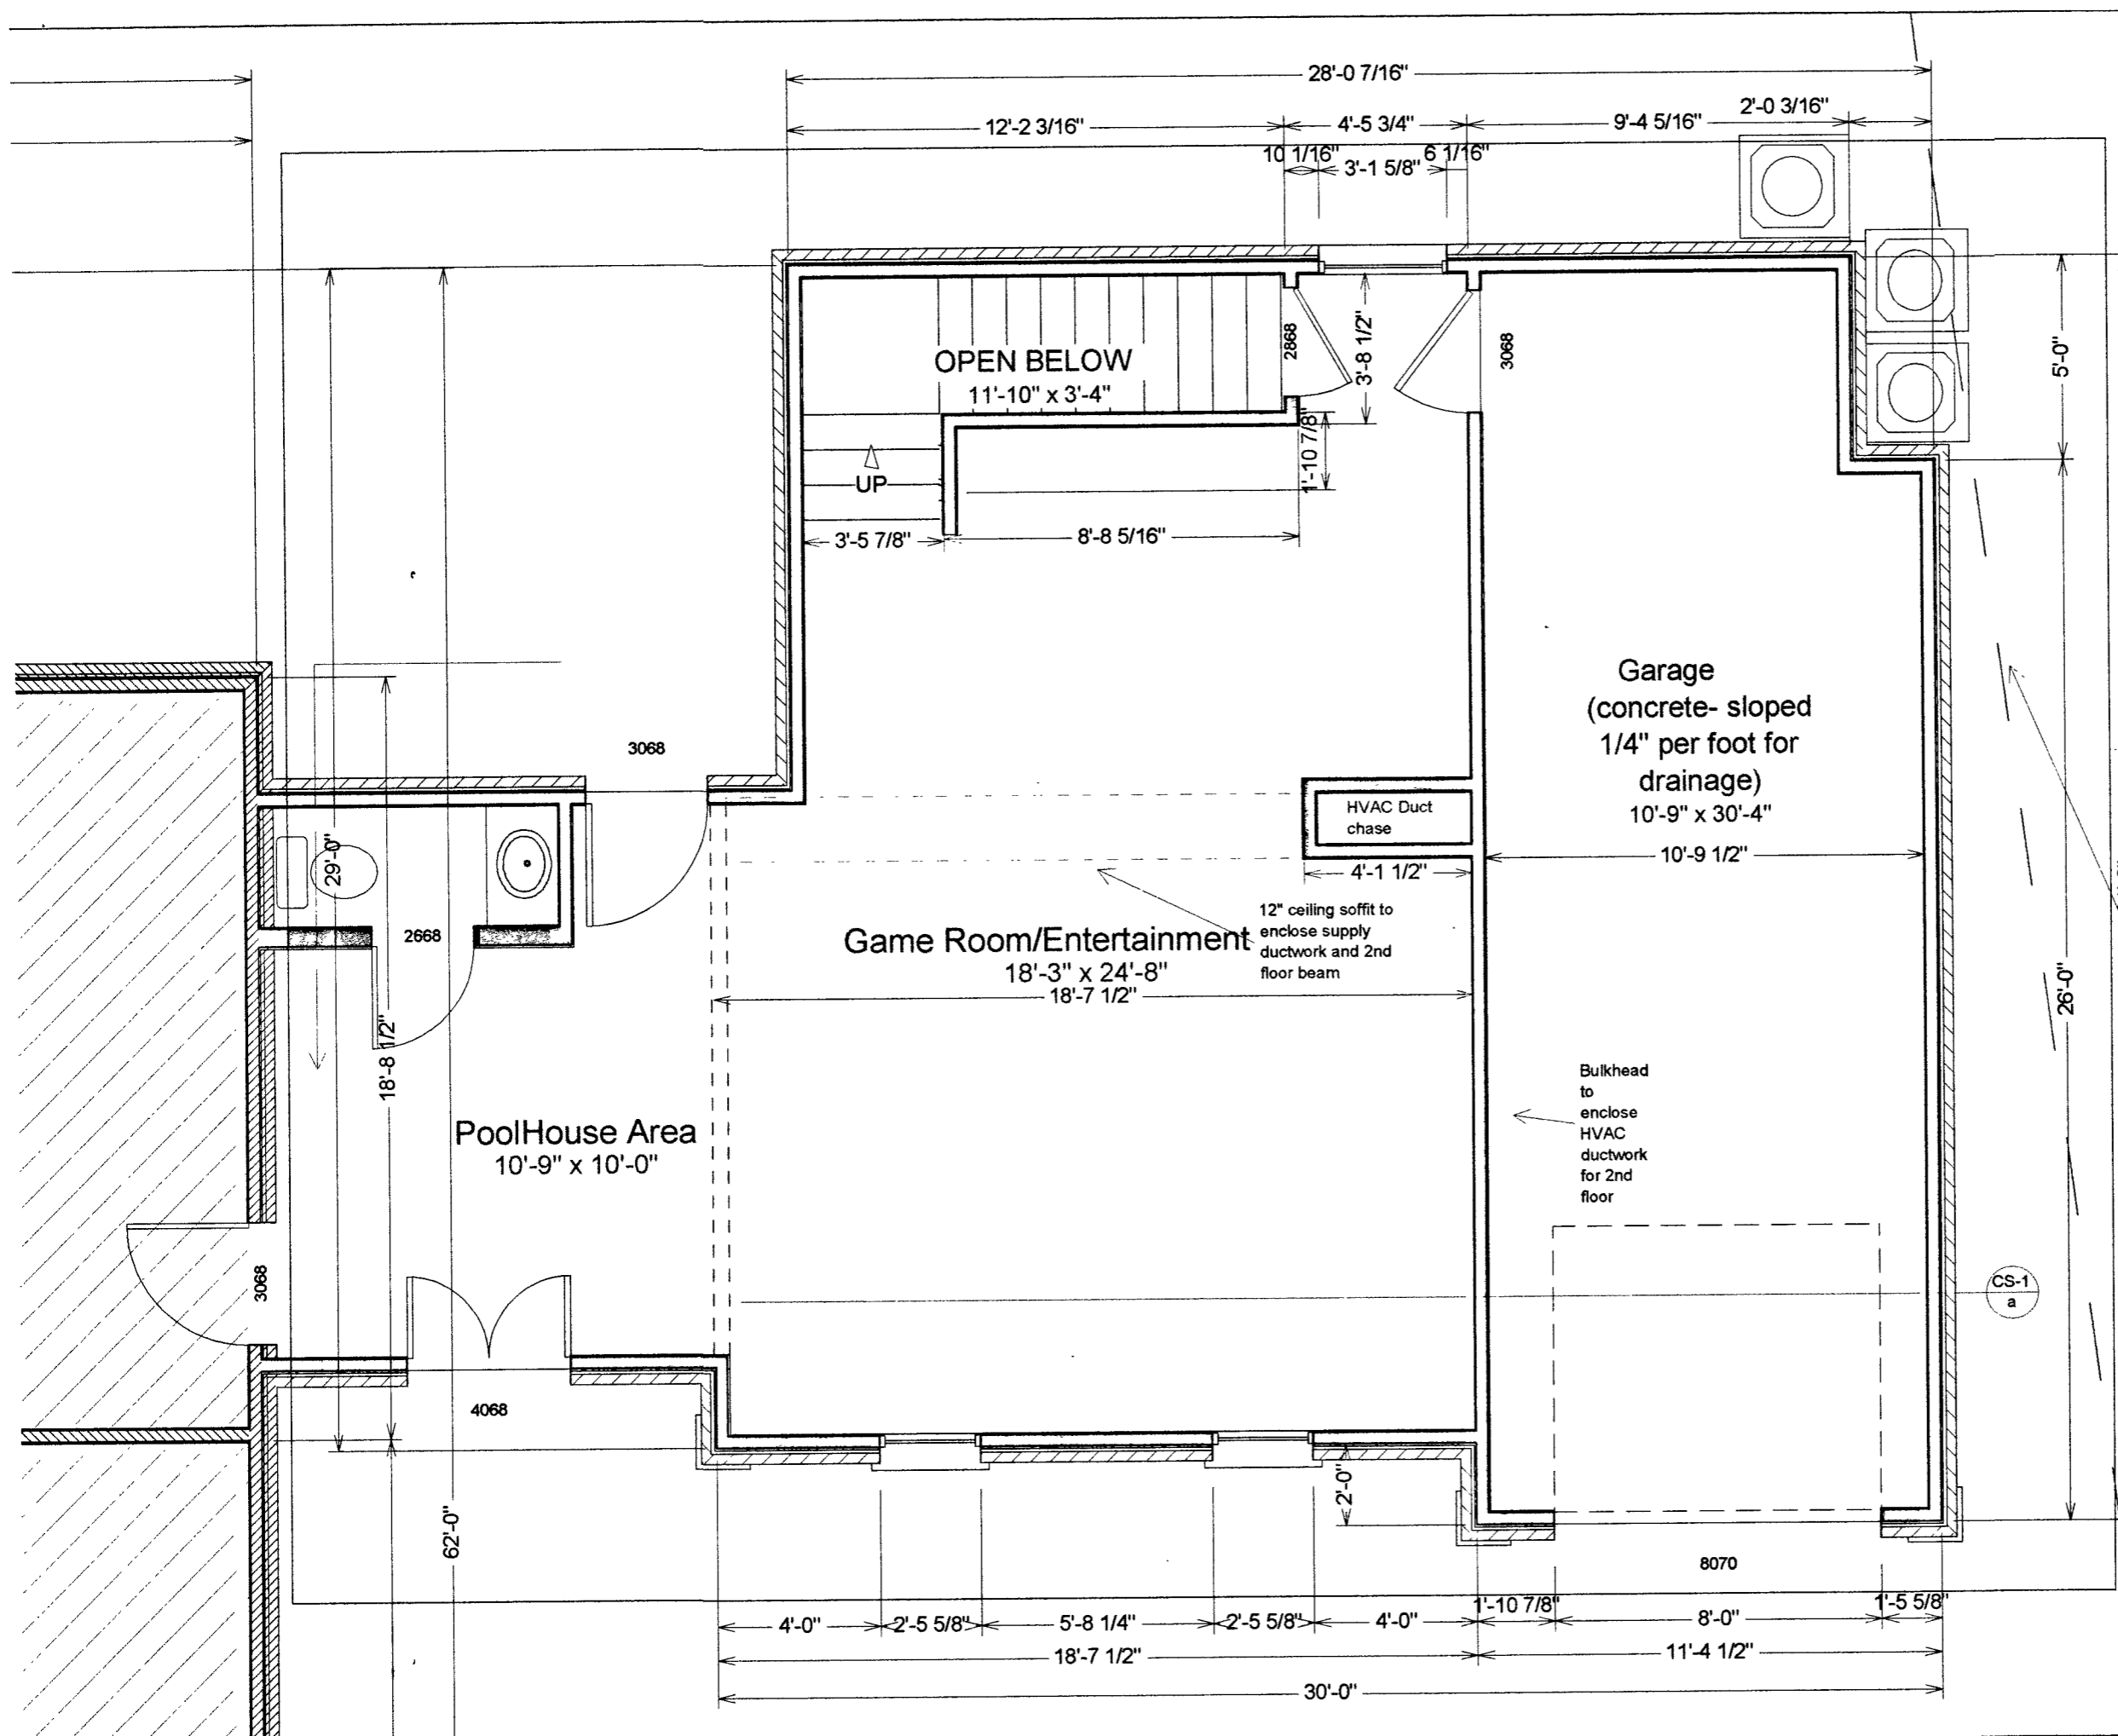 28'-0 7/16"
12'-2 3/16"
4'-5 3/4"
9'-4 5/16"
2'-0 3/16"
10 1/16"
3'-1 5/8"
6 1/16"
OPEN BELOW
11'-10" x 3'-4"
2868
3'-8 1/2"
3068
5'-0"
1'-10 7/8"
UP
3'-5 7/8"
8'-8 5/16"
Garage
(concrete- sloped
1/4" per foot for
drainage)
10'-9" x 30'-4"
3068
HVAC Duct
chase
10'-9 1/2"
4'-1 1/2"
29'-0"
2668
12" ceiling soffit to
enclose supply
ductwork and 2nd
floor beam
Game Room/Entertainment
18'-3" x 24'-8"
18'-7 1/2"
26'-0"
18'-8 1/2"
Bulkhead
to
enclose
HVAC
ductwork
for 2nd
floor
PoolHouse Area
10'-9" x 10'-0"
3068
CS-1
a
4068
2'-0"
62'-0"
8070
4'-0"
2'-5 5/8"
5'-8 1/4"
2'-5 5/8"
4'-0"
1'-10 7/8"
8'-0"
1'-5 5/8"
18'-7 1/2"
11'-4 1/2"
30'-0"